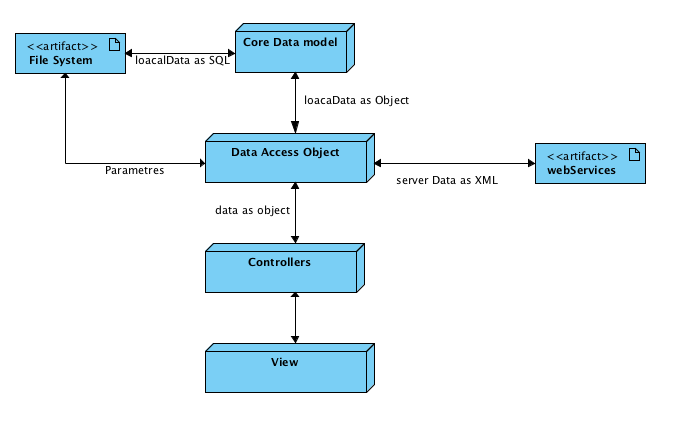 Core Data model
<<artifact>>
File System
loacalData as SQL
loacaData as Object
Data Access Object
<<artifact>>
webServices
Parametres
server Data as XML
data as object
Controllers
View